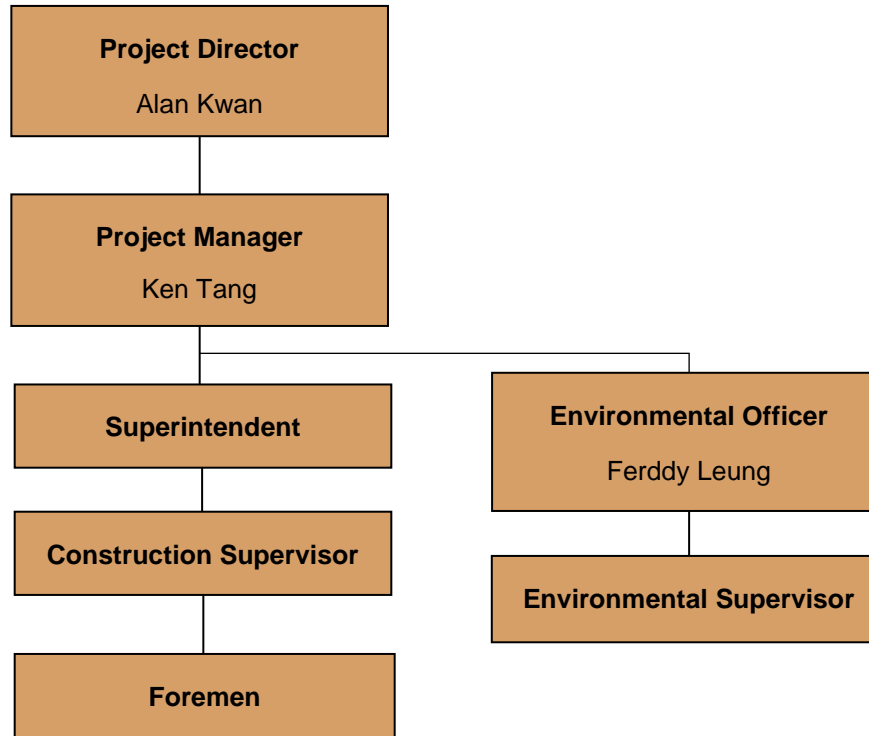 Project Director
Alan Kwan
Project Manager
Ken Tang
Superintendent
Environmental Officer
Ferddy Leung
Construction Supervisor
Environmental Supervisor
Foremen